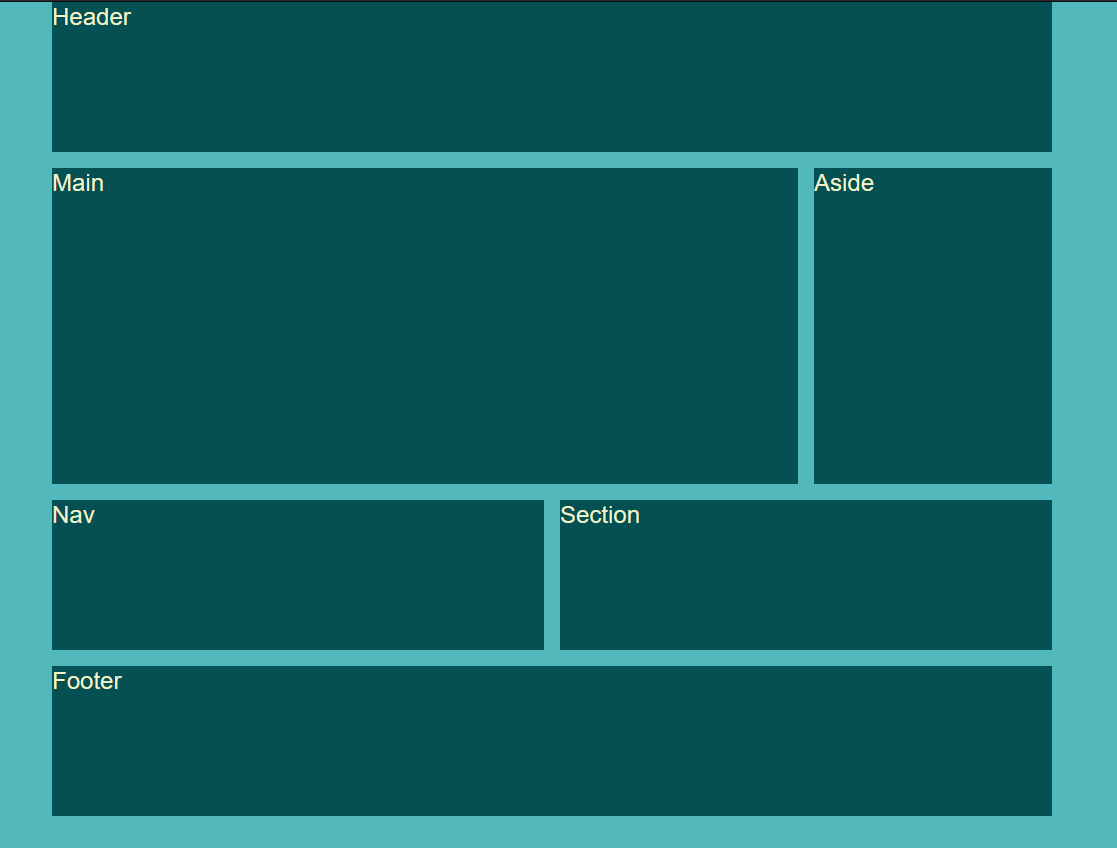 Header
Main
Aside
Nav
Section
Footer